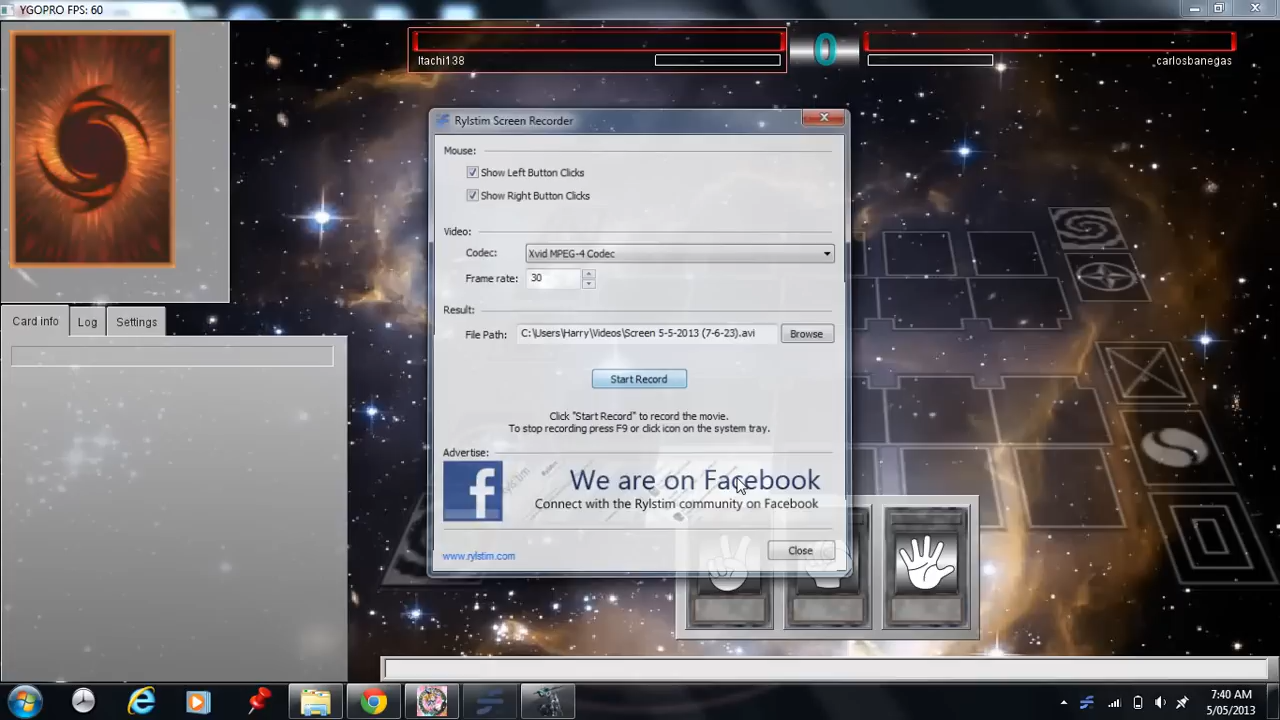 YGOPRO FPS: 60
Itachi138
0
carlosbanegas
Rylstim Screen Recorder
Mouse:
Show Left Button Clicks
Show Right Button Clicks
Video:
Codec:
Xvid MPEG-4 Codec
Frame rate:
30
Result:
File Path:
C:\Users\Harry\Videos\Screen 5-5-2013 (7-6-23).avi
Browse
Start Record
Click "Start Record" to record the movie.
To stop recording press F9 or click icon on the system tray.
Advertise:
We are on Facebook
Connect with the Rylstim community on Facebook
www.rylstim.com
Close
Card info
Log
Settings
7:40 AM
5/05/2013